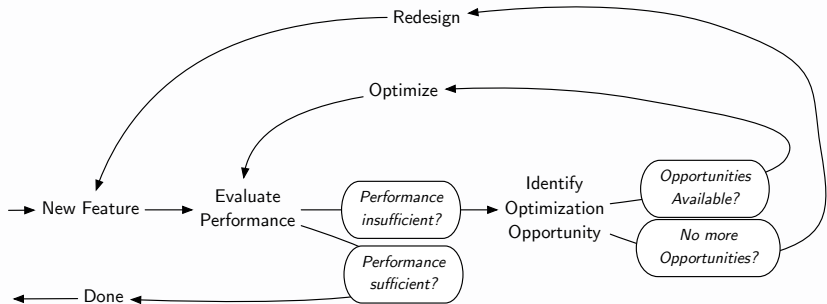 Redesign
Optimize
New Feature
Evaluate
Performance
Performance
insufficient?
Identify
Optimization
Opportunity
Opportunities
Available?
No more
Opportunities?
Performance
sufficient?
Done